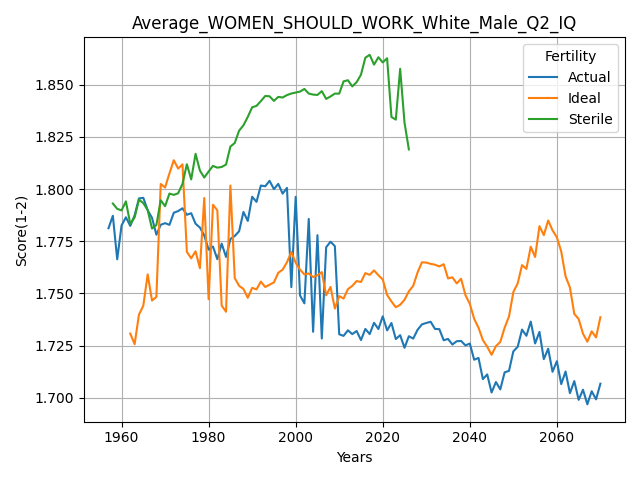 Average_WOMEN_SHOULD_WORK_White_Male_Q2_IQ
Fertility
Actual
Ideal
Sterile
Score(1-2)
1.850
1.825
1.800
1.775
1.750
1.725
1.700
1960 1980 2000 2020 2040 2060
Years